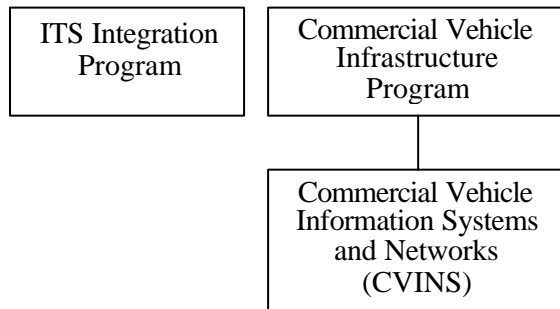 ITS Integration
Program
Commercial Vehicle
Infrastructure
Program
Commercial Vehicle
Information Systems
and Networks
(CVINS)